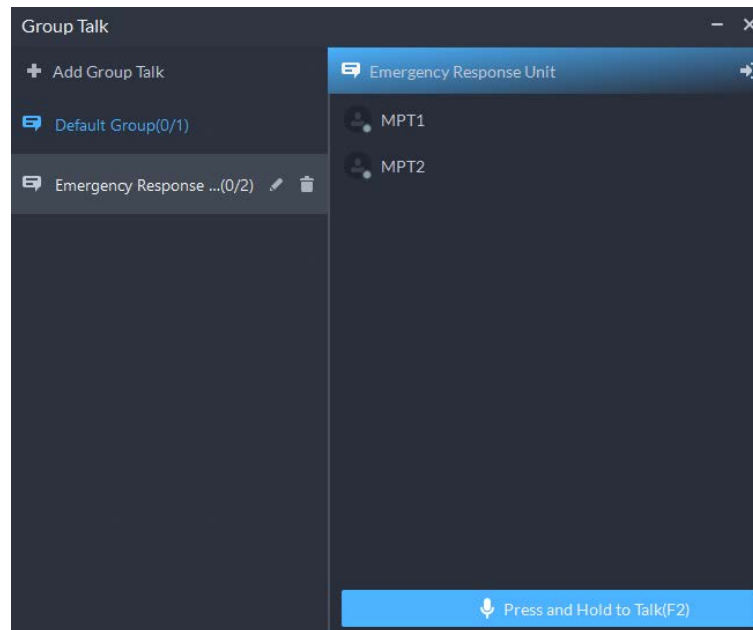 Group Talk
Add Group Talk
Default Group(0/1)
Emergency Response ...(0/2)
Emergency Response Unit
MPT1
MPT2
Press and Hold to Talk(F2)